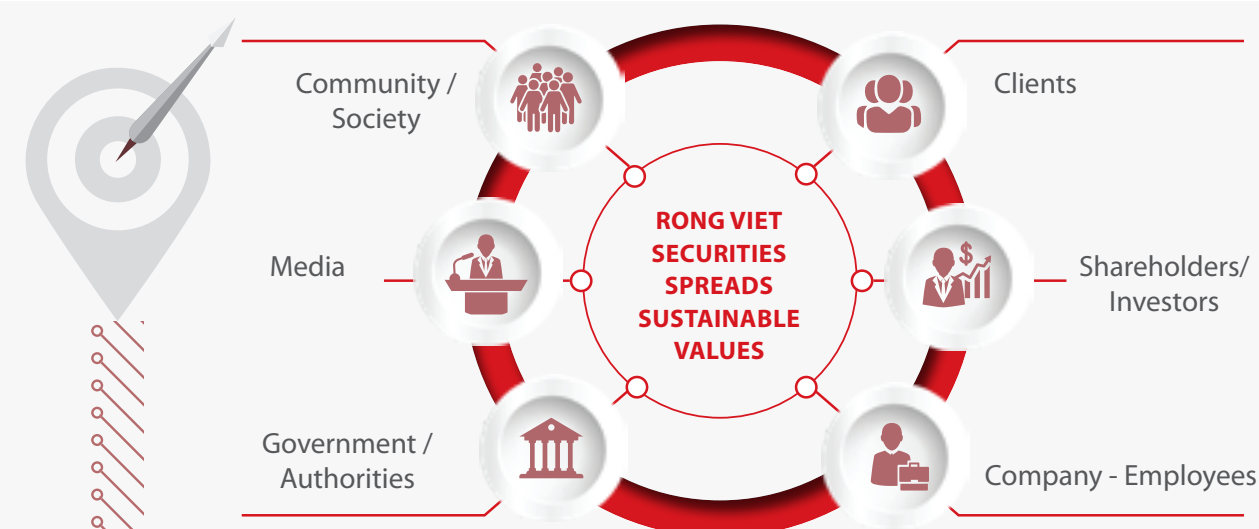 Community /
Society
Clients
RONG VIET
SECURITIES
SPREADS
SUSTAINABLE
VALUES
Media
Shareholders/
Investors
Government /
Authorities
Company - Employees